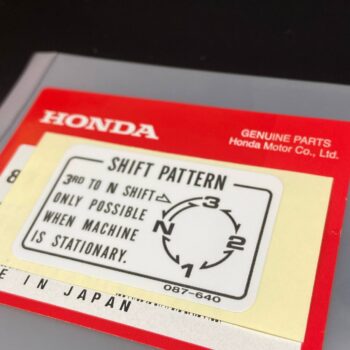 HONDA
GENUINE PARTS
Honda Motor Co., Ltd.
8
SHIFT PATTERN
3RD TO N SHIFT
ONLY POSSIBLE
WHEN MACHINE
IS STATIONARY.
3
N
2
1
087-640
IN JAPAN